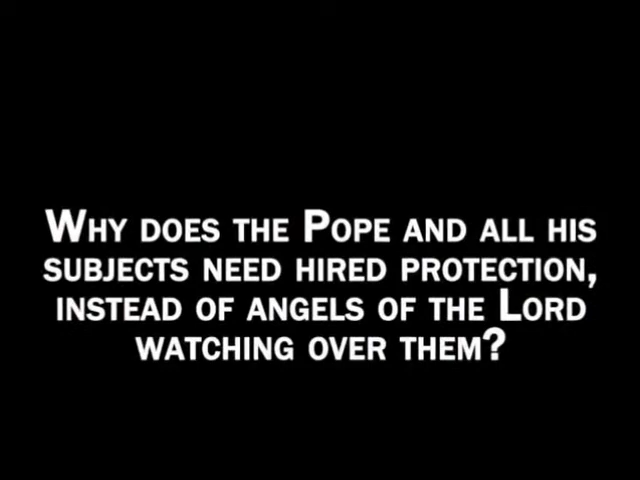 Why does the Pope and all his
subjects need hired protection,
instead of angels of the Lord
watching over them?